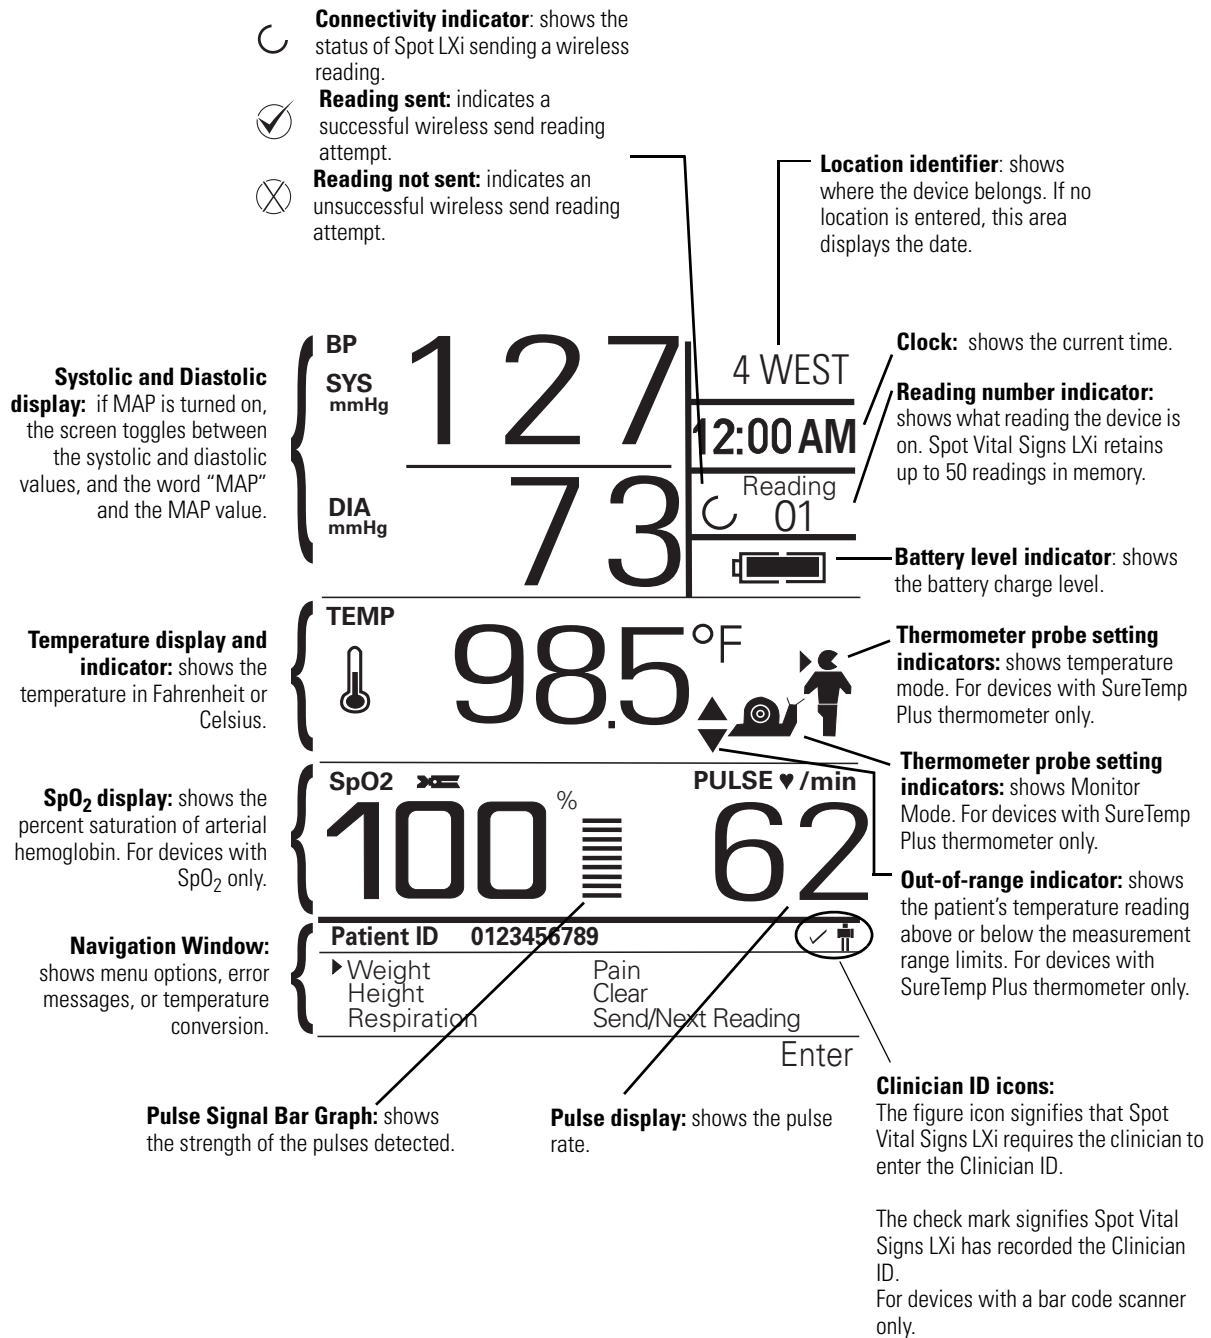 Connectivity indicator: shows the
status of Spot LXi sending a wireless
reading.
Reading sent: indicates a
successful wireless send reading
attempt.
Reading not sent: indicates an
unsuccessful wireless send reading
attempt.
Location identifier: shows
where the device belongs. If no
location is entered, this area
displays the date.
Systolic and Diastolic
display: if MAP is turned on,
the screen toggles between
the systolic and diastolic
values, and the word “MAP”
and the MAP value.
BP
SYS
mmHg
127
DIA
mmHg
73
4 WEST
12:00 AM
Reading
01
Clock: shows the current time.
Reading number indicator:
shows what reading the device is
on. Spot Vital Signs LXi retains
up to 50 readings in memory.
Battery level indicator: shows
the battery charge level.
Temperature display and
indicator: shows the
temperature in Fahrenheit or
Celsius.
TEMP
98.5 °F
Thermometer probe setting
indicators: shows temperature
mode. For devices with SureTemp
Plus thermometer only.
Thermometer probe setting
indicators: shows Monitor
Mode. For devices with SureTemp
Plus thermometer only.
SpO2 display: shows the
percent saturation of arterial
hemoglobin. For devices with
SpO2 only.
SpO2
100 %
PULSE ♥ /min
62
Out-of-range indicator: shows
the patient’s temperature reading
above or below the measurement
range limits. For devices with
SureTemp Plus thermometer only.
Navigation Window:
shows menu options, error
messages, or temperature
conversion.
Patient ID 0123456789
Weight Pain
Height Clear
Respiration Send/Next Reading
Enter
Pulse Signal Bar Graph: shows
the strength of the pulses detected.
Pulse display: shows the pulse
rate.
Clinician ID icons:
The figure icon signifies that Spot
Vital Signs LXi requires the clinician to
enter the Clinician ID.
The check mark signifies Spot Vital
Signs LXi has recorded the Clinician
ID.
For devices with a bar code scanner
only.